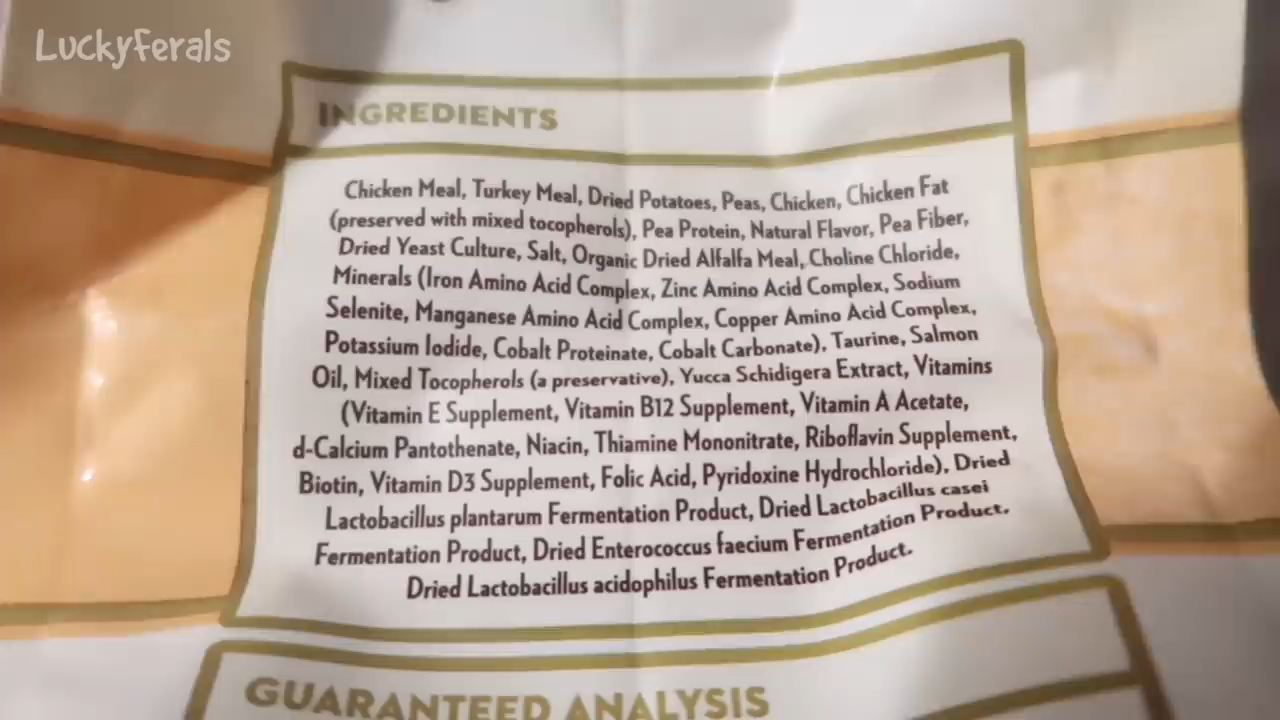 LuckyFerals
INGREDIENTS
Chicken Meal, Turkey Meal, Dried Potatoes, Peas, Chicken, Chicken Fat
(preserved with mixed tocopherols), Pea Protein, Natural Flavor, Pea Fiber,
Dried Yeast Culture, Salt, Organic Dried Alfalfa Meal, Choline Chloride,
Minerals (Iron Amino Acid Complex, Zinc Amino Acid Complex, Sodium
Selenite, Manganese Amino Acid Complex, Copper Amino Acid Complex,
Potassium Iodide, Cobalt Proteinate, Cobalt Carbonate), Taurine, Salmon
Oil, Mixed Tocopherols (a preservative), Yucca Schidigera Extract, Vitamins
(Vitamin E Supplement, Vitamin B12 Supplement, Vitamin A Acetate,
d-Calcium Pantothenate, Niacin, Thiamine Mononitrate, Riboflavin Supplement,
Biotin, Vitamin D3 Supplement, Folic Acid, Pyridoxine Hydrochloride), Dried
Lactobacillus plantarum Fermentation Product, Dried Lactobacillus casei
Fermentation Product, Dried Enterococcus faecium Fermentation Product,
Dried Lactobacillus acidophilus Fermentation Product.
GUARANTEED ANALYSIS